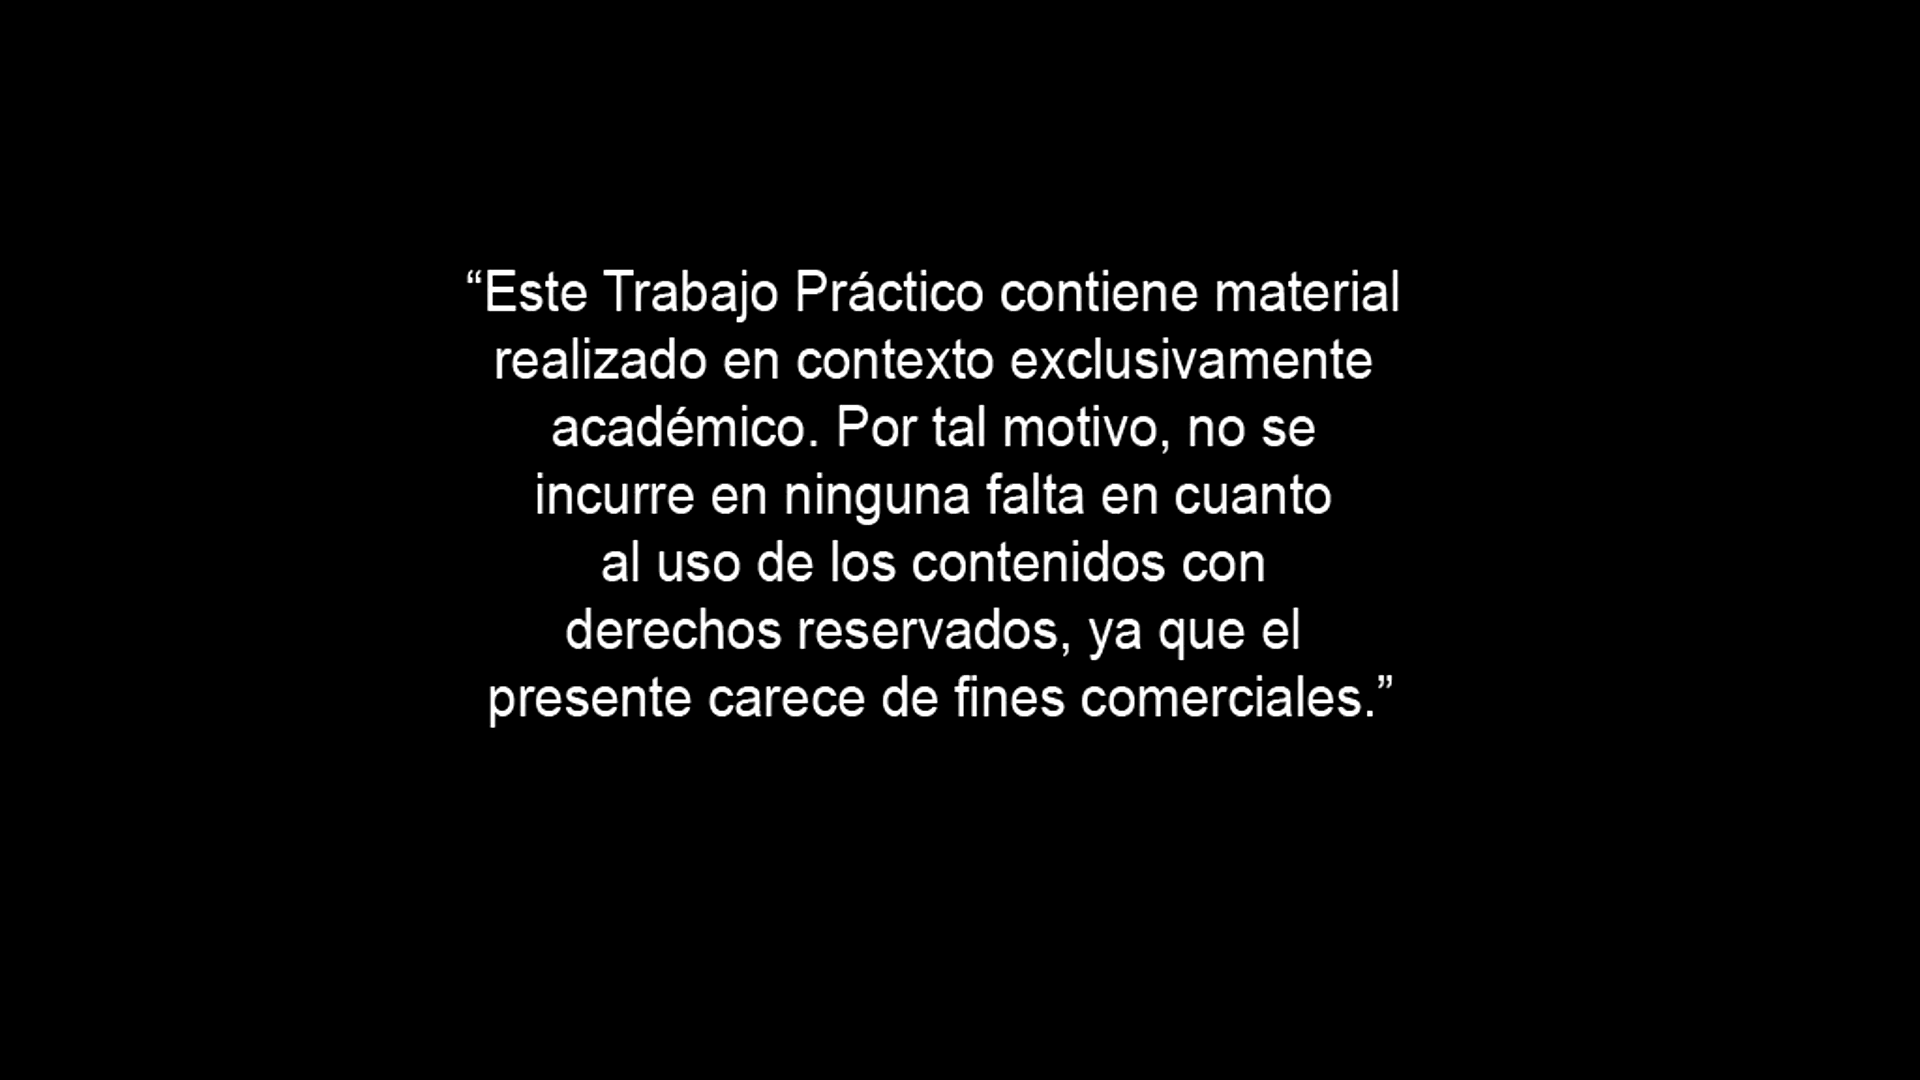 “Este Trabajo Práctico contiene material
realizado en contexto exclusivamente
académico. Por tal motivo, no se
incurre en ninguna falta en cuanto
al uso de los contenidos con
derechos reservados, ya que el
presente carece de fines comerciales.”